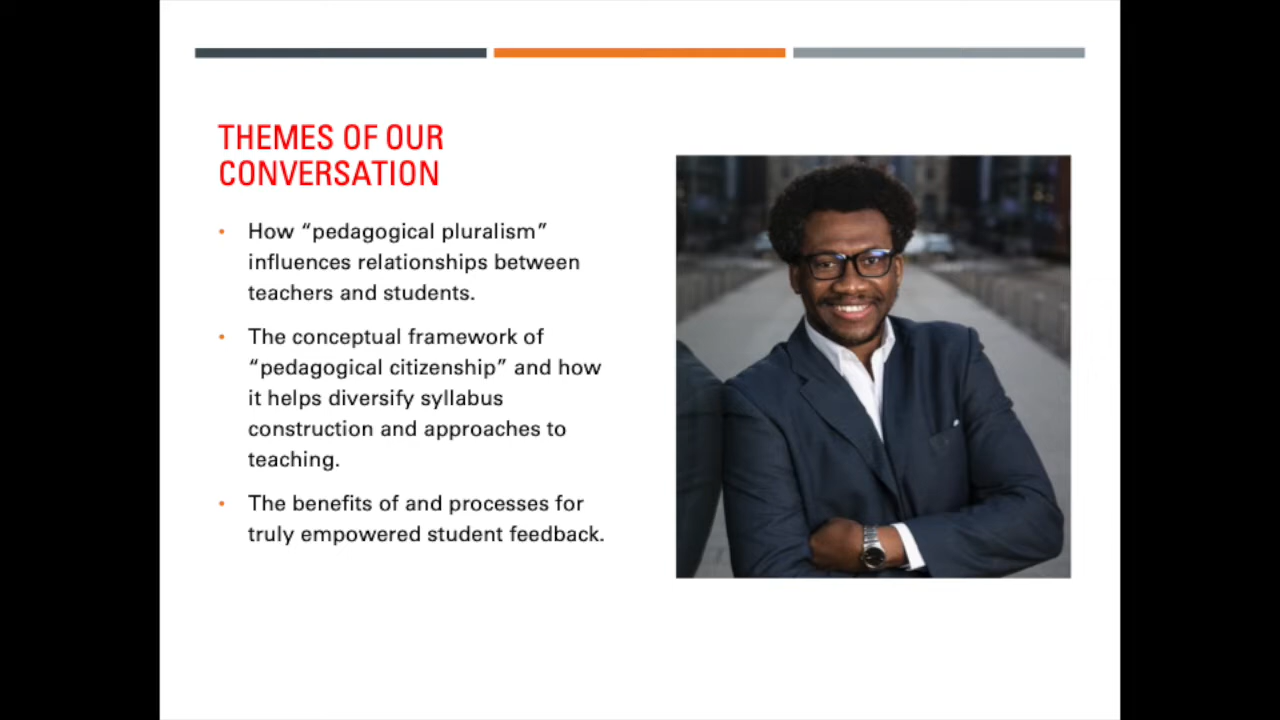 THEMES OF OUR
CONVERSATION
• How “pedagogical pluralism”
influences relationships between
teachers and students.
• The conceptual framework of
“pedagogical citizenship” and how
it helps diversify syllabus
construction and approaches to
teaching.
• The benefits of and processes for
truly empowered student feedback.